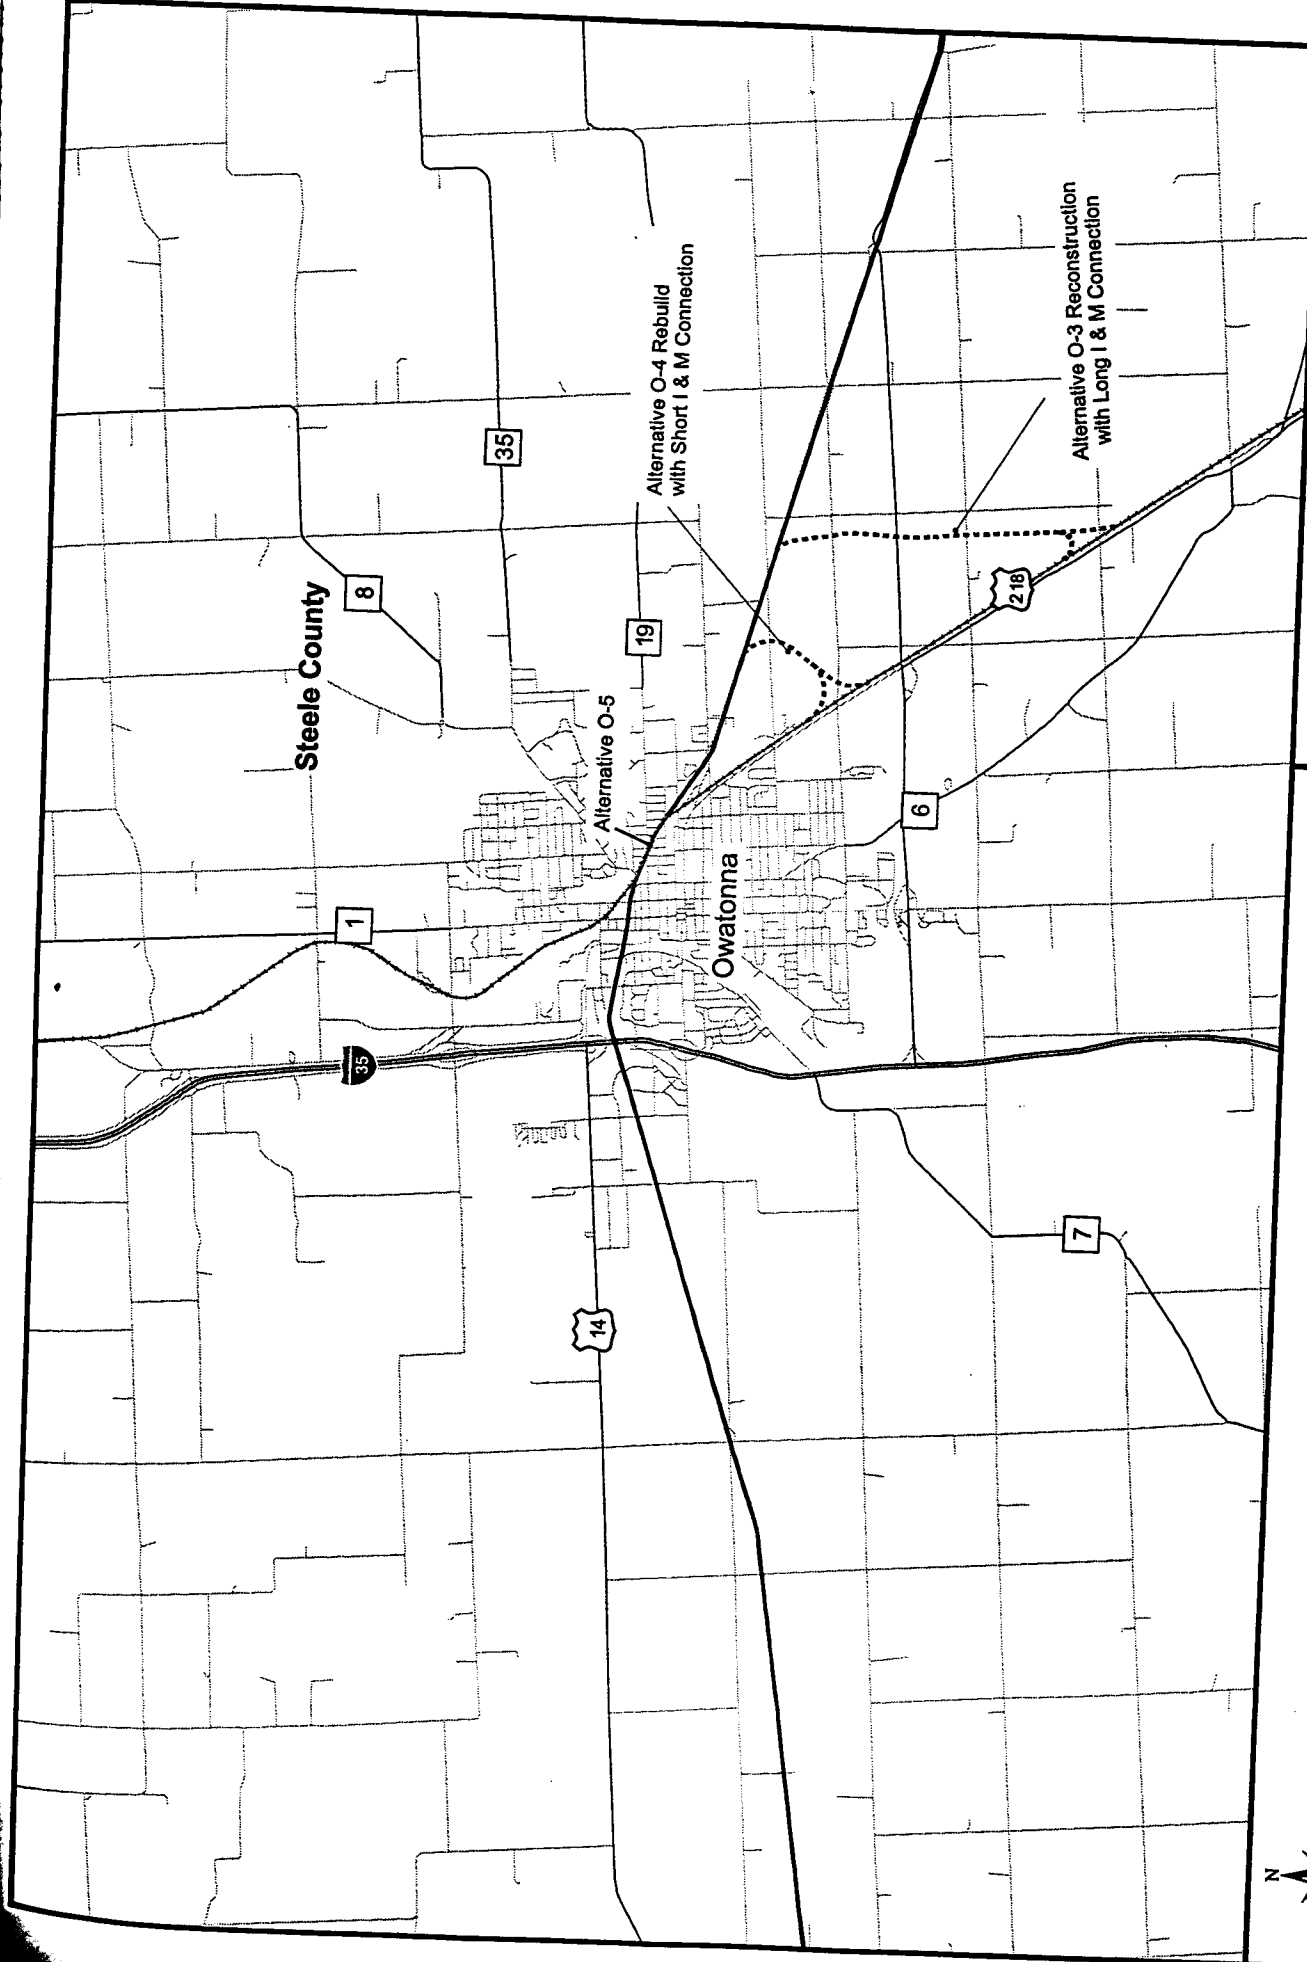 Steele County
8
35
1
35
Alternative O-4 Rebuild
with Short I & M Connection
19
Alternative O-5
14
Owatonna
6
218
Alternative O-3 Reconstruction
with Long I & M Connection
7
N